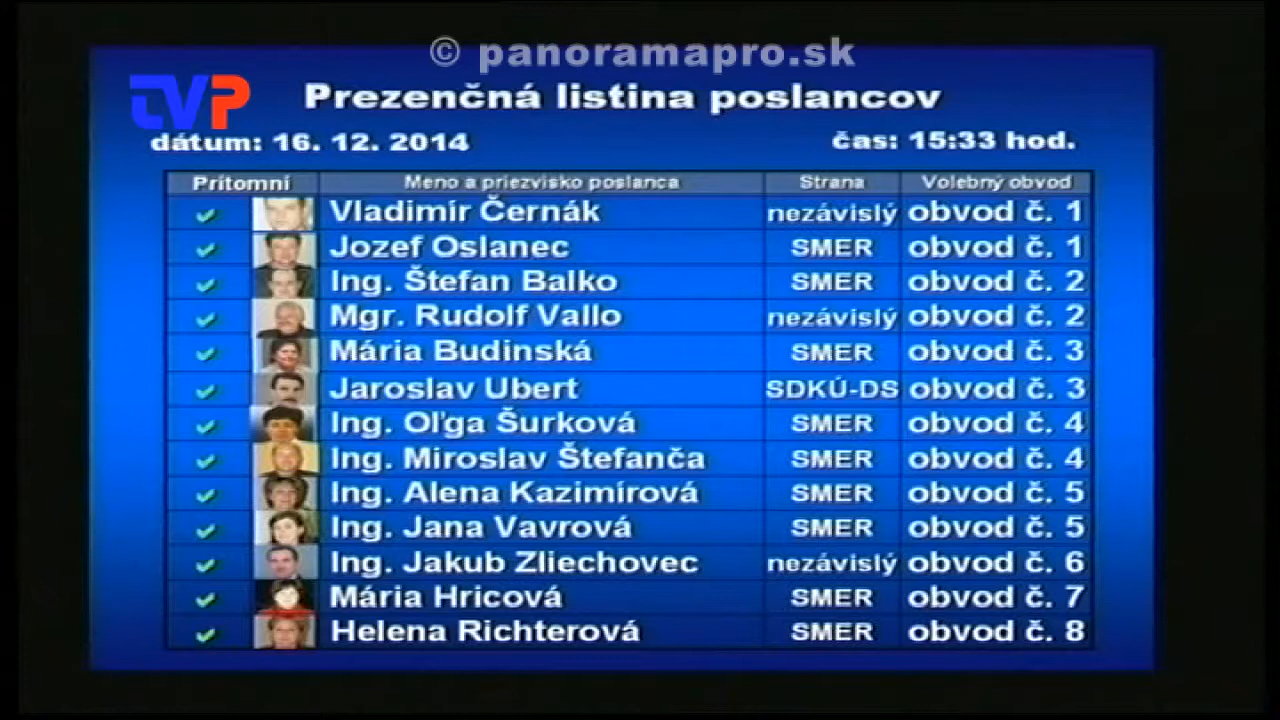 © panoramapro.sk
TVP
Prezenčná listina poslancov
dátum: 16. 12. 2014 čas: 15:33 hod.
Prítomní Meno a priezvisko poslanca Strana Volebný obvod
Vladimír Černák nezávislý obvod č. 1
Jozef Oslanec SMER obvod č. 1
Ing. Štefan Balko SMER obvod č. 2
Mgr. Rudolf Vallo nezávislý obvod č. 2
Mária Budinská SMER obvod č. 3
Jaroslav Ubert SDKÚ-DS obvod č. 3
Ing. Oľga Šurková SMER obvod č. 4
Ing. Miroslav Štefanča SMER obvod č. 4
Ing. Alena Kazimírová SMER obvod č. 5
Ing. Jana Vavrová SMER obvod č. 5
Ing. Jakub Zliechovec nezávislý obvod č. 6
Mária Hricová SMER obvod č. 7
Helena Richterová SMER obvod č. 8